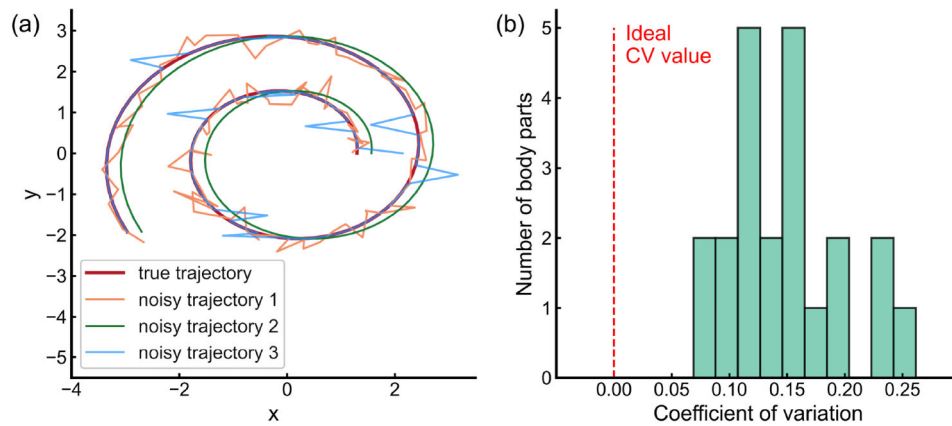 (a)
3
2
1
0
−1
−2
−3
−4
−5
y
true trajectory
noisy trajectory 1
noisy trajectory 2
noisy trajectory 3
−4 −2 0 2
x
(b)
Ideal
CV value
5
4
3
2
1
0
Number of body parts
0.00 0.05 0.10 0.15 0.20 0.25
Coefficient of variation